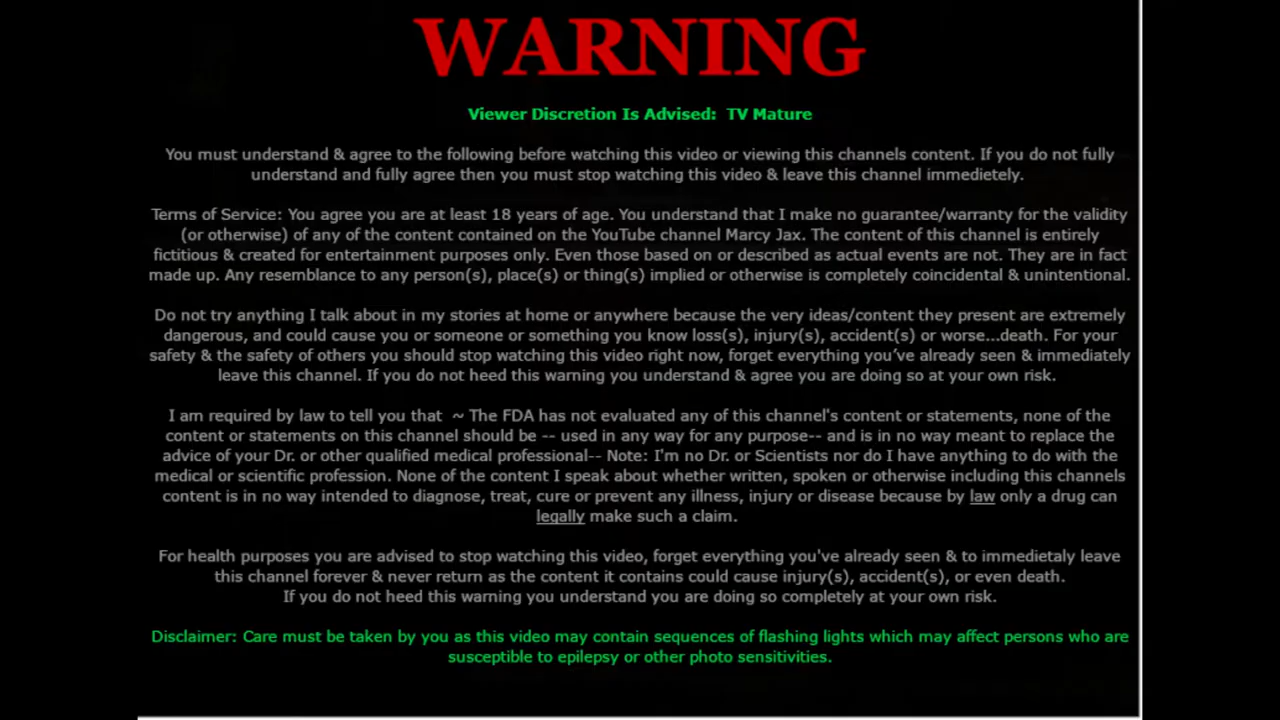 WARNING
Viewer Discretion Is Advised:  TV Mature
You must understand & agree to the following before watching this video or viewing this channels content. If you do not fully
understand and fully agree then you must stop watching this video & leave this channel immedietely.
Terms of Service: You agree you are at least 18 years of age. You understand that I make no guarantee/warranty for the validity
(or otherwise) of any of the content contained on the YouTube channel Marcy Jax. The content of this channel is entirely
fictitious & created for entertainment purposes only. Even those based on or described as actual events are not. They are in fact
made up. Any resemblance to any person(s), place(s) or thing(s) implied or otherwise is completely coincidental & unintentional.
Do not try anything I talk about in my stories at home or anywhere because the very ideas/content they present are extremely
dangerous, and could cause you or someone or something you know loss(s), injury(s), accident(s) or worse...death. For your
safety & the safety of others you should stop watching this video right now, forget everything you’ve already seen & immediately
leave this channel. If you do not heed this warning you understand & agree you are doing so at your own risk.
I am required by law to tell you that  ~ The FDA has not evaluated any of this channel's content or statements, none of the
content or statements on this channel should be -- used in any way for any purpose-- and is in no way meant to replace the
advice of your Dr. or other qualified medical professional-- Note: I'm no Dr. or Scientists nor do I have anything to do with the
medical or scientific profession. None of the content I speak about whether written, spoken or otherwise including this channels
content is in no way intended to diagnose, treat, cure or prevent any illness, injury or disease because by law only a drug can
legally make such a claim.
For health purposes you are advised to stop watching this video, forget everything you've already seen & to immedietaly leave
this channel forever & never return as the content it contains could cause injury(s), accident(s), or even death.
If you do not heed this warning you understand you are doing so completely at your own risk.
Disclaimer: Care must be taken by you as this video may contain sequences of flashing lights which may affect persons who are
susceptible to epilepsy or other photo sensitivities.